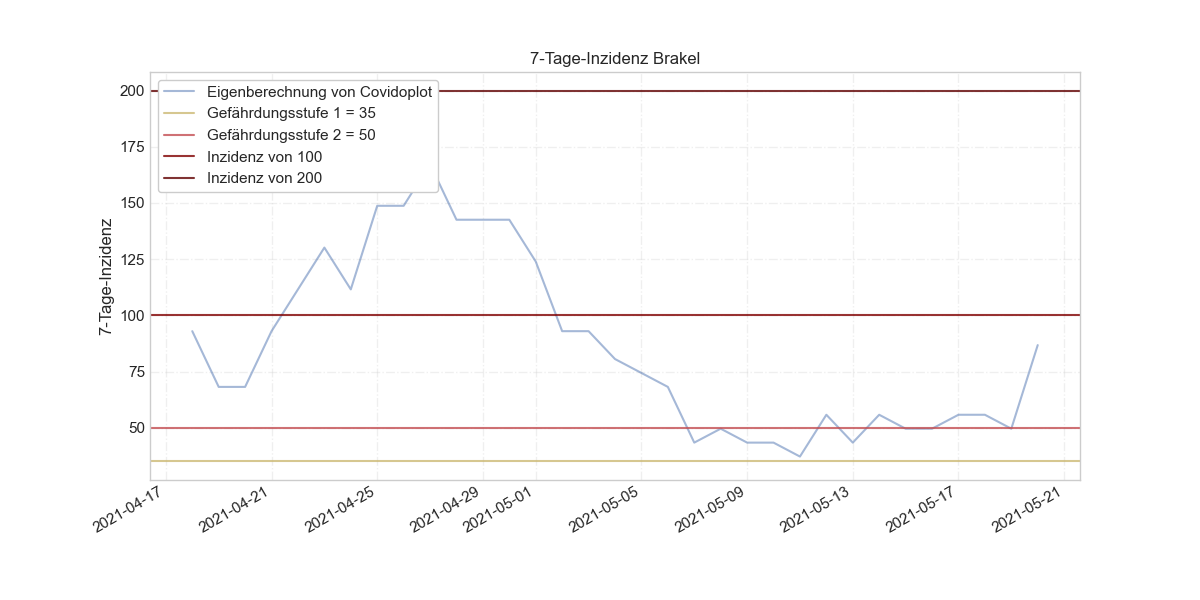 7-Tage-Inzidenz Brakel
Eigenberechnung von Covidoplot
Gefährdungsstufe 1 = 35
Gefährdungsstufe 2 = 50
Inzidenz von 100
Inzidenz von 200
7-Tage-Inzidenz
200
175
150
125
100
75
50
2021-04-17
2021-04-21
2021-04-25
2021-04-29
2021-05-01
2021-05-05
2021-05-09
2021-05-13
2021-05-17
2021-05-21